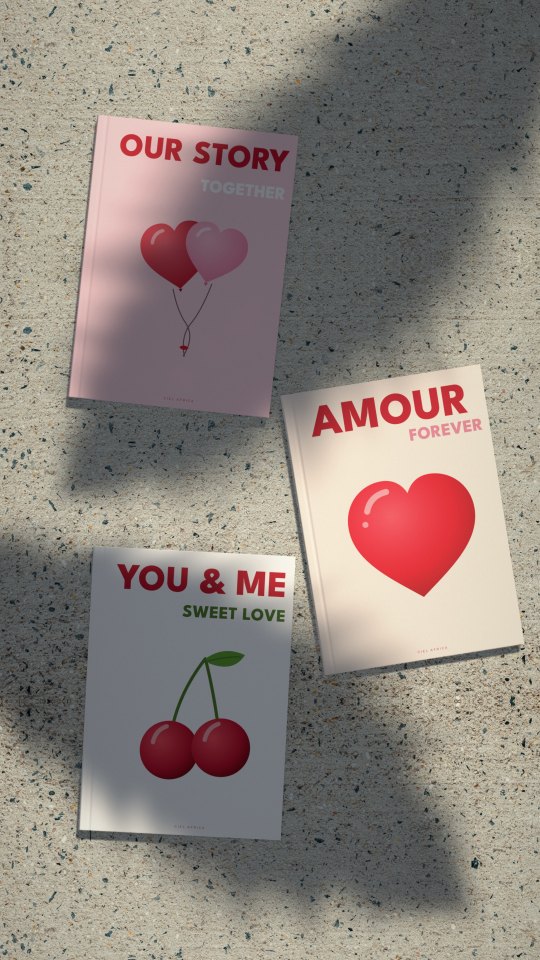 OUR STORY
TOGETHER
AMOUR
FOREVER
YOU & ME
SWEET LOVE